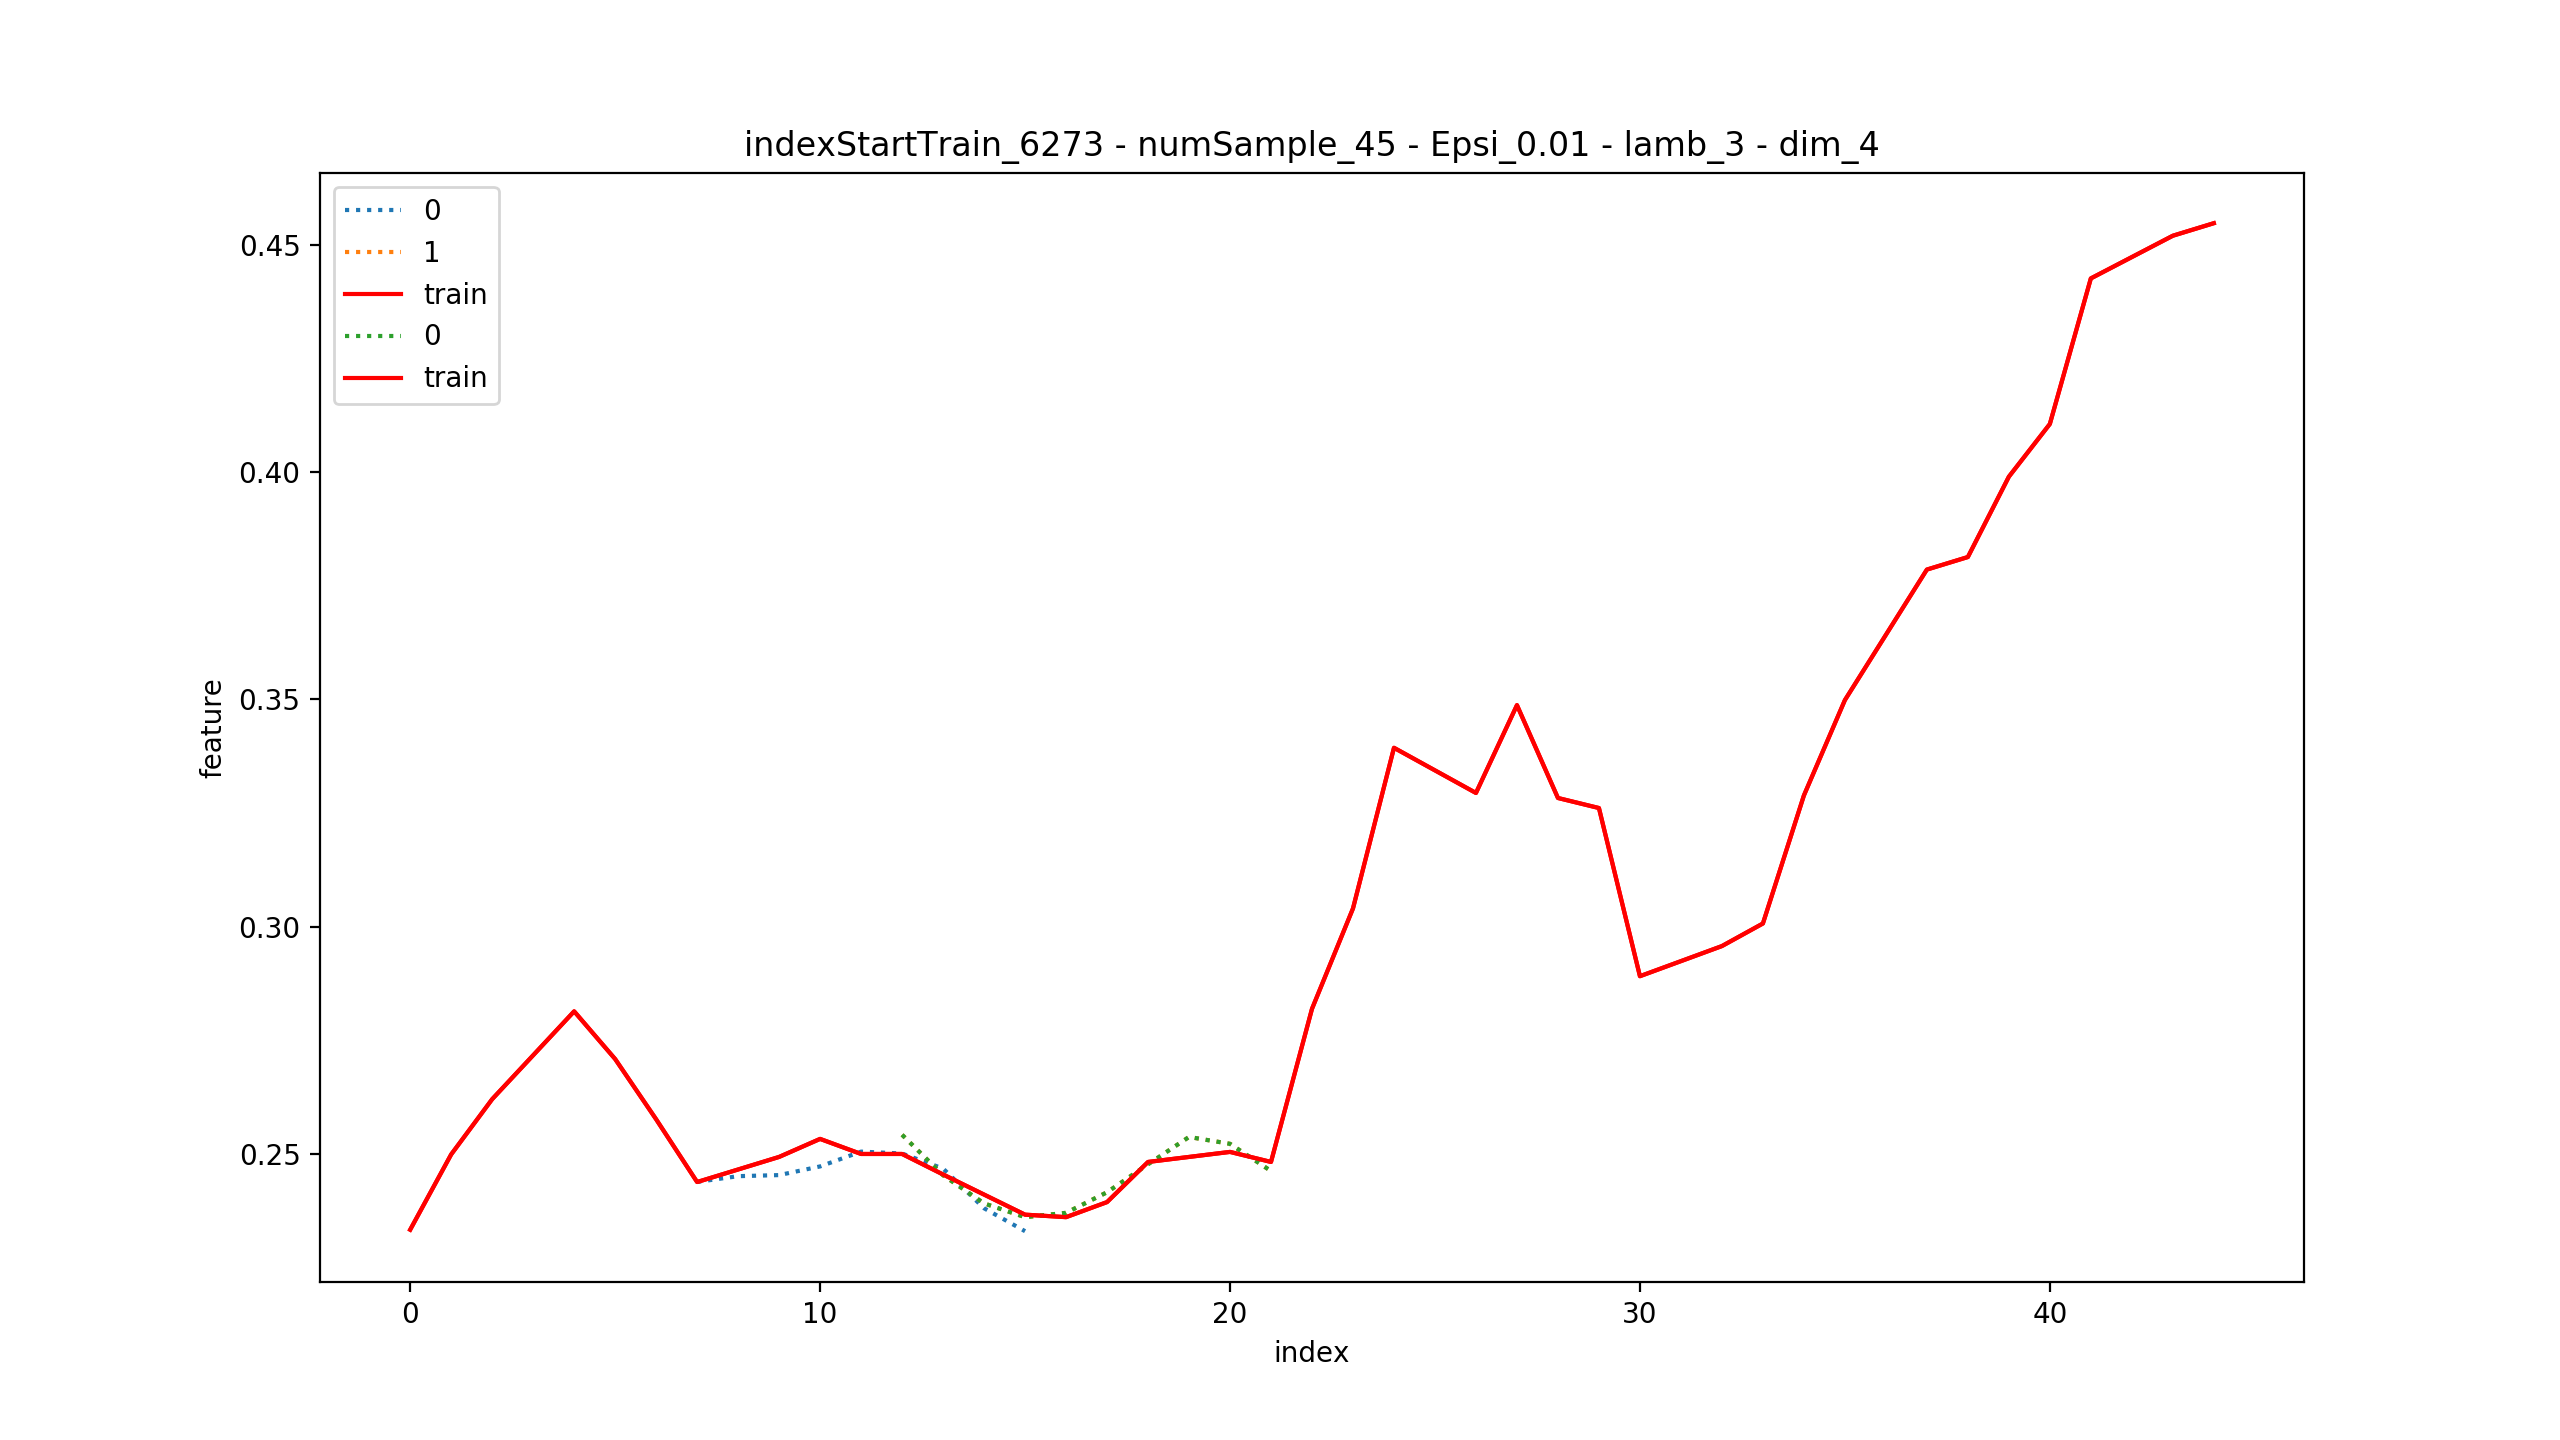 indexStartTrain_6273 - numSample_45 - Epsi_0.01 - lamb_3 - dim_4
0
1
train
0
train
0.45
0.40
0.35
0.30
0.25
feature
0 10 20 30 40
index